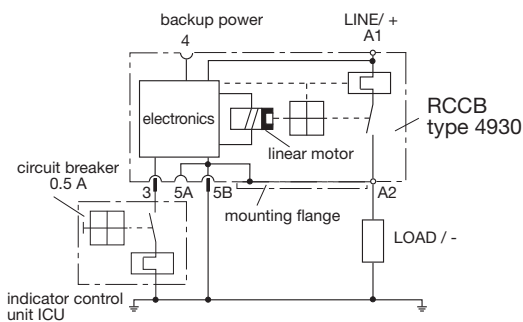 backup power
4
LINE/ +
A1
electronics
linear motor
RCCB
type 4930
circuit breaker
0.5 A
3
5A
5B
A2
mounting flange
LOAD / -
indicator control
unit ICU